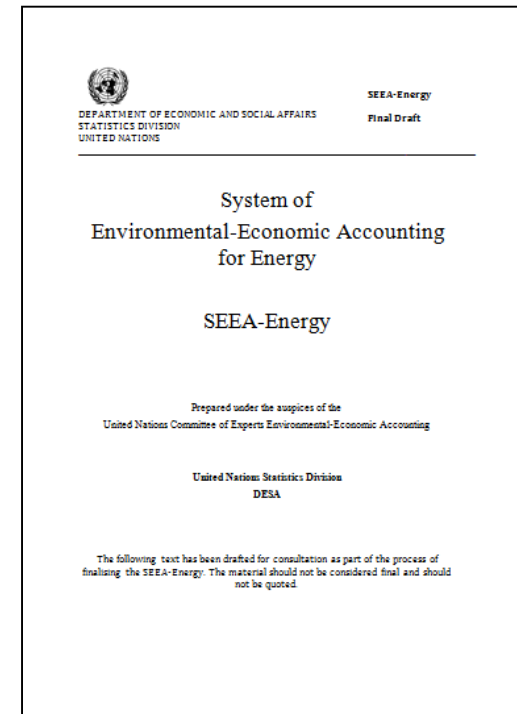 SEEA-Energy
Final Draft
DEPARTMENT OF ECONOMIC AND SOCIAL AFFAIRS
STATISTICS DIVISION
UNITED NATIONS
System of
Environmental-Economic Accounting
for Energy
SEEA-Energy
Prepared under the auspices of the
United Nations Committee of Experts Environmental-Economic Accounting
United Nations Statistics Division
DESA
The following text has been drafted for consultation as part of the process of
finalising the SEEA-Energy. The material should not be considered final and should
not be quoted.